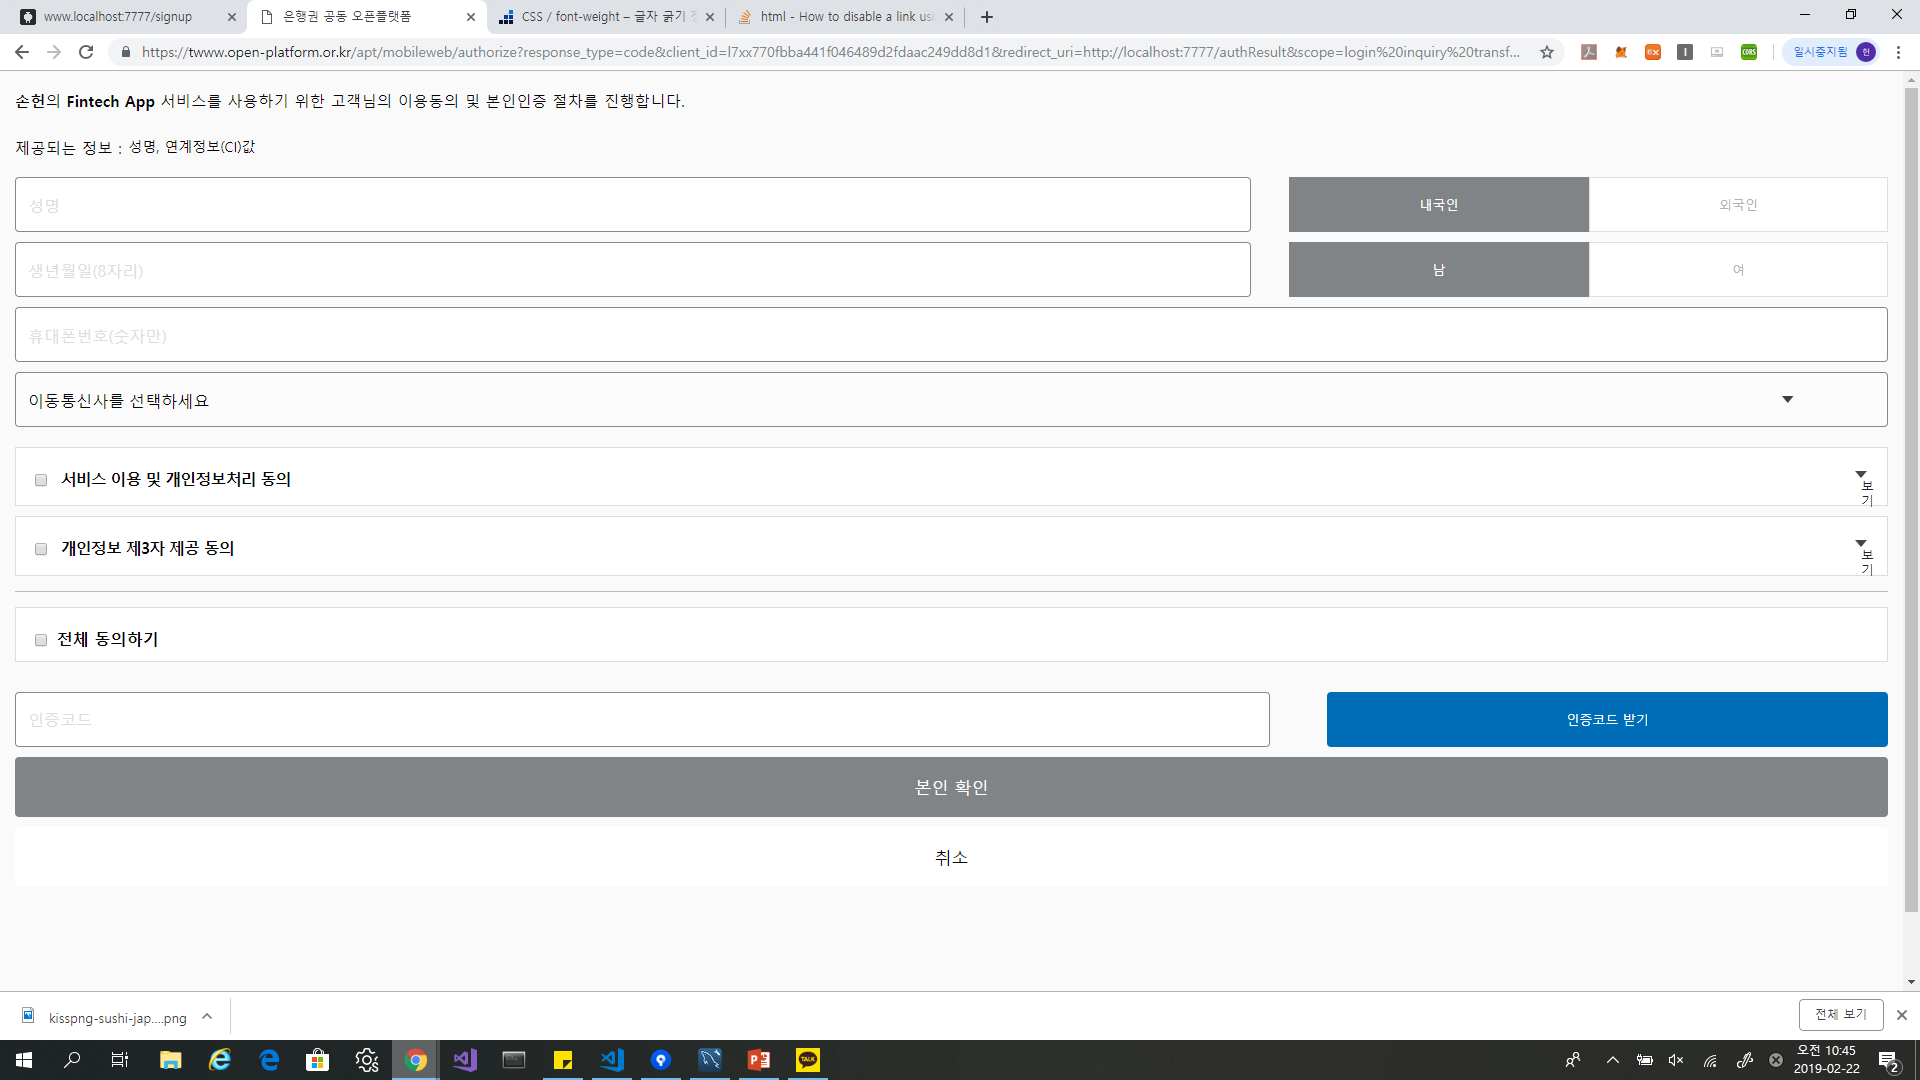 www.localhost:7777/signup
은행권 공동 오픈플랫폼
CSS / font-weight – 글자 굵기
html - How to disable a link usi
https://twww.open-platform.or.kr/apt/mobileweb/authorize?response_type=code&client_id=l7xx770fbba441f046489d2fdaac249dd8d1&redirect_uri=http://localhost:7777/authResult&scope=login%20inquiry%20transf...
CORS
일시중지됨
헌
손헌의 Fintech App 서비스를 사용하기 위한 고객님의 이용동의 및 본인인증 절차를 진행합니다.
제공되는 정보 : 성명, 연계정보(CI)값
성명
내국인
외국인
생년월일(8자리)
남
여
휴대폰번호(숫자만)
이동통신사를 선택하세요
서비스 이용 및 개인정보처리 동의
보기
개인정보 제3자 제공 동의
보기
전체 동의하기
인증코드
인증코드 받기
본인 확인
취소
kisspng-sushi-jap....png
전체 보기
TALK
오전 10:45
2019-02-22
2